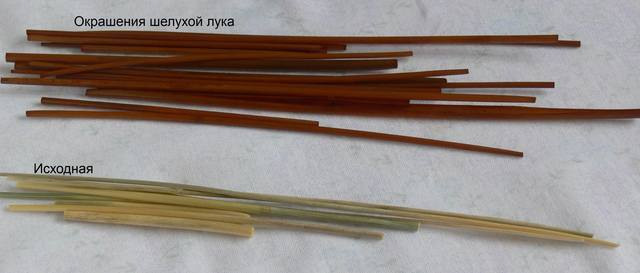 Окрашения шелухой лука
Исходная